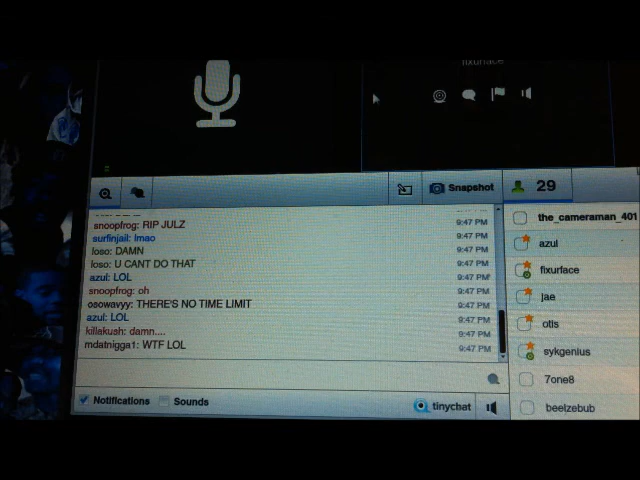 fixurface
Snapshot
29
snoopfrog: RIP JULZ 9:47 PM
surfinjail: lmao 9:47 PM
loso: DAMN 9:47 PM
loso: U CANT DO THAT 9:47 PM
azul: LOL 9:47 PM
snoopfrog: oh 9:47 PM
osowavyy: THERE'S NO TIME LIMIT 9:47 PM
azul: LOL 9:47 PM
killakush: damn.... 9:47 PM
mdatnigga1: WTF LOL 9:47 PM
Notifications Sounds
tinychat
the_cameraman_401
azul
fixurface
jae
otis
sykgenius
7one8
beelzebub